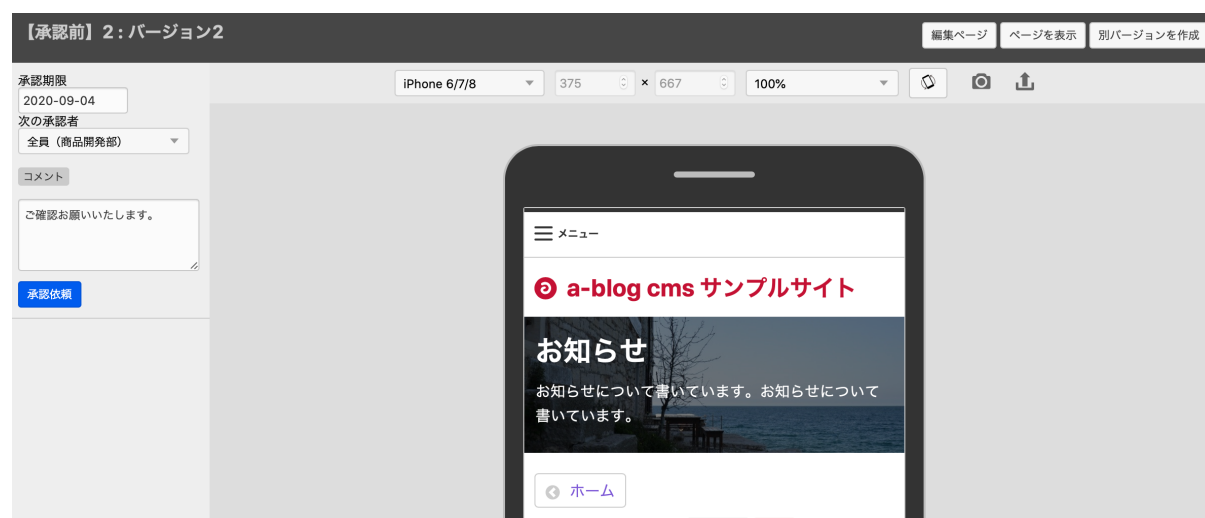 【承認前】2 : バージョン2
編集ページ
ページを表示
別バージョンを作成
承認期限
2020-09-04
次の承認者
全員（商品開発部）
コメント
ご確認お願いいたします。
承認依頼
iPhone 6/7/8
375
×
667
100%
メニュー
a-blog cms サンプルサイト
お知らせ
お知らせについて書いています。お知らせについて
書いています。
ホーム